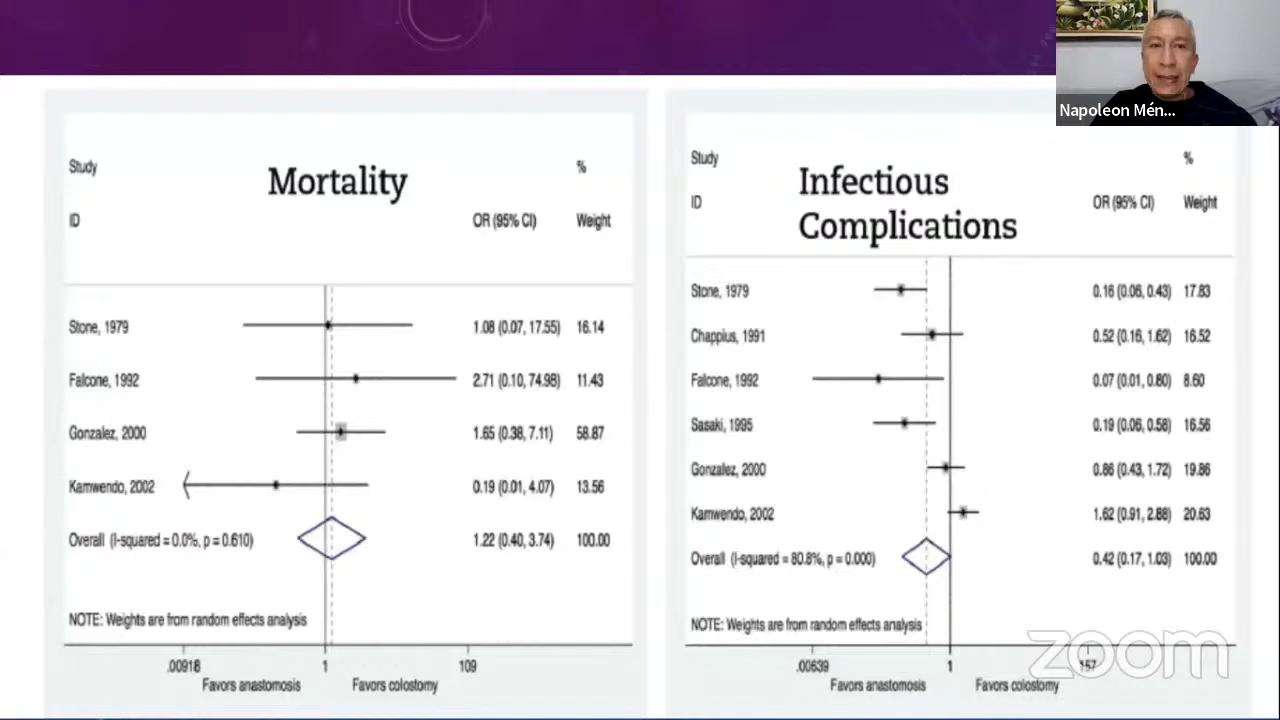 Napoleon Mén...
Study
Mortality
%
ID
OR (95% CI)
Weight
Stone, 1979 1.08 (0.07, 17.55) 16.14
Falcone, 1992 2.71 (0.10, 74.98) 11.43
Gonzalez, 2000 1.65 (0.38, 7.11) 58.87
Kamwendo, 2002 0.19 (0.01, 4.07) 13.56
Overall (I-squared = 0.0%, p = 0.610) 1.22 (0.40, 3.74) 100.00
NOTE: Weights are from random effects analysis
.00918 1 109
Favors anastomosis Favors colostomy
Study
Infectious
%
ID
OR (95% CI)
Weight
Complications
Stone, 1979 0.16 (0.06, 0.43) 17.83
Chappius, 1991 0.52 (0.16, 1.62) 16.52
Falcone, 1992 0.07 (0.01, 0.80) 8.60
Sasaki, 1995 0.19 (0.06, 0.58) 16.56
Gonzalez, 2000 0.86 (0.43, 1.72) 19.86
Kamwendo, 2002 1.62 (0.91, 2.88) 20.63
Overall (I-squared = 80.8%, p = 0.000) 0.42 (0.17, 1.03) 100.00
NOTE: Weights are from random effects analysis
.00639 1 157
Favors anastomosis Favors colostomy
zoom